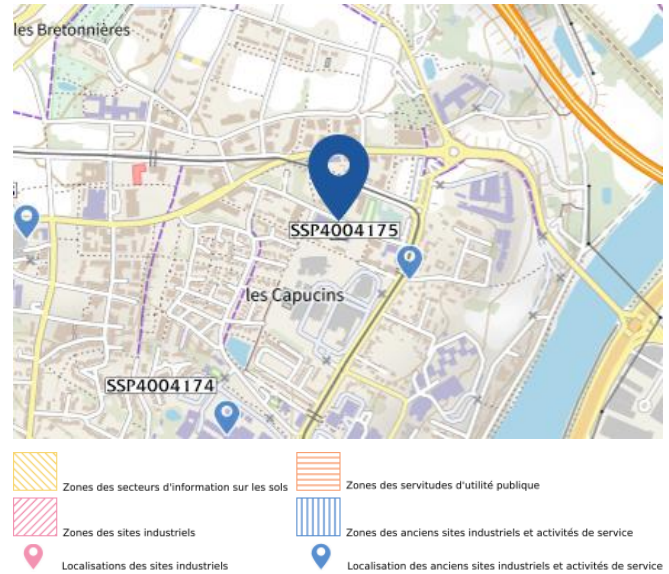 les Bretonnières
SSP4004175
les Capucins
SSP4004174
Zones des secteurs d'information sur les sols
Zones des servitudes d'utilité publique
Zones des sites industriels
Zones des anciens sites industriels et activités de service
Localisations des sites industriels
Localisation des anciens sites industriels et activités de service